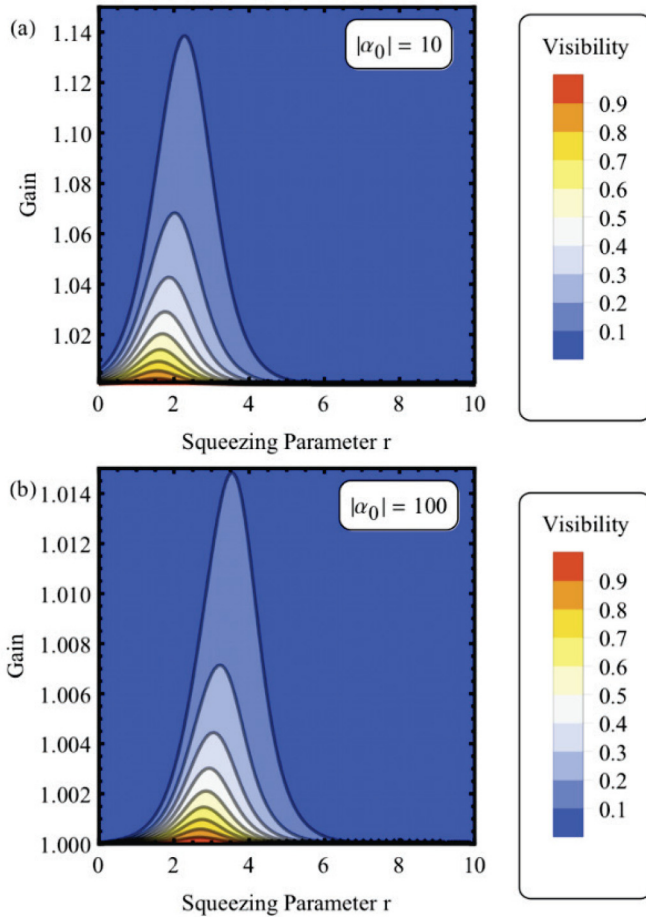 (a)
|α₀| = 10
1.14
1.12
1.10
1.08
1.06
1.04
1.02
Gain
0 2 4 6 8 10
Squeezing Parameter r
Visibility
0.9
0.8
0.7
0.6
0.5
0.4
0.3
0.2
0.1
(b)
|α₀| = 100
1.014
1.012
1.010
1.008
1.006
1.004
1.002
1.000
Gain
0 2 4 6 8 10
Squeezing Parameter r
Visibility
0.9
0.8
0.7
0.6
0.5
0.4
0.3
0.2
0.1